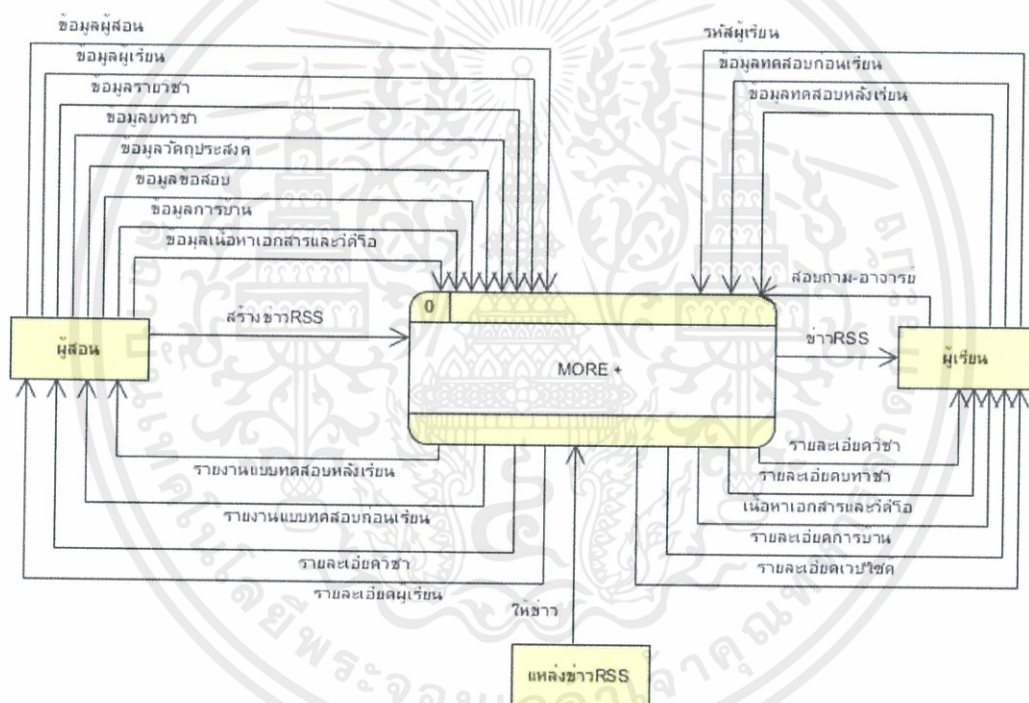 ข้อมูลผู้สอน
ข้อมูลผู้เรียน
ข้อมูลรายวิชา
ข้อมูลบทวิชา
ข้อมูลวัตถุประสงค์
ข้อมูลข้อสอบ
ข้อมูลการบ้าน
ข้อมูลเนื้อหาเอกสารและวีดีโอ
สร้างข่าวRSS
ผู้สอน
รหัสผู้เรียน
ข้อมูลทดสอบก่อนเรียน
ข้อมูลทดสอบหลังเรียน
สอบถาม-อาจารย์
ข่าวRSS
ผู้เรียน
0
MORE +
รายงานแบบทดสอบหลังเรียน
รายงานแบบทดสอบก่อนเรียน
รายละเอียดวิชา
รายละเอียดผู้เรียน
รายละเอียดวิชา
รายละเอียดบทวิชา
เนื้อหาเอกสารและวีดีโอ
รายละเอียดการบ้าน
รายละเอียดเวปไซต์
ให้ข่าว
แหล่งข่าวRSS